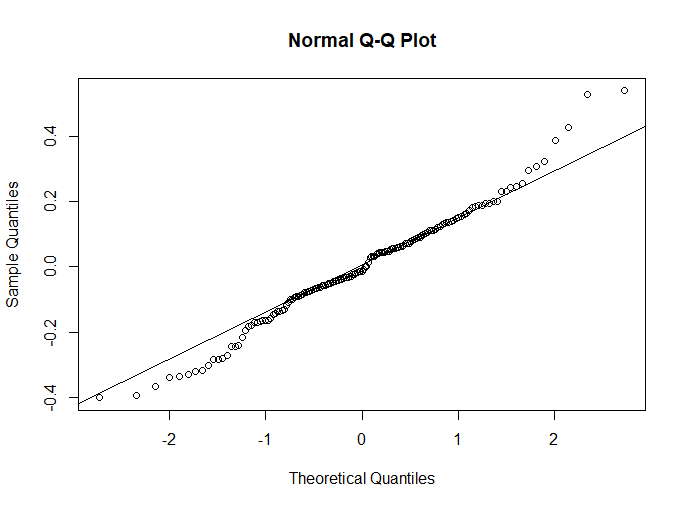 Normal Q-Q Plot
Sample Quantiles
0.4
0.2
0.0
-0.2
-0.4
-2 -1 0 1 2
Theoretical Quantiles